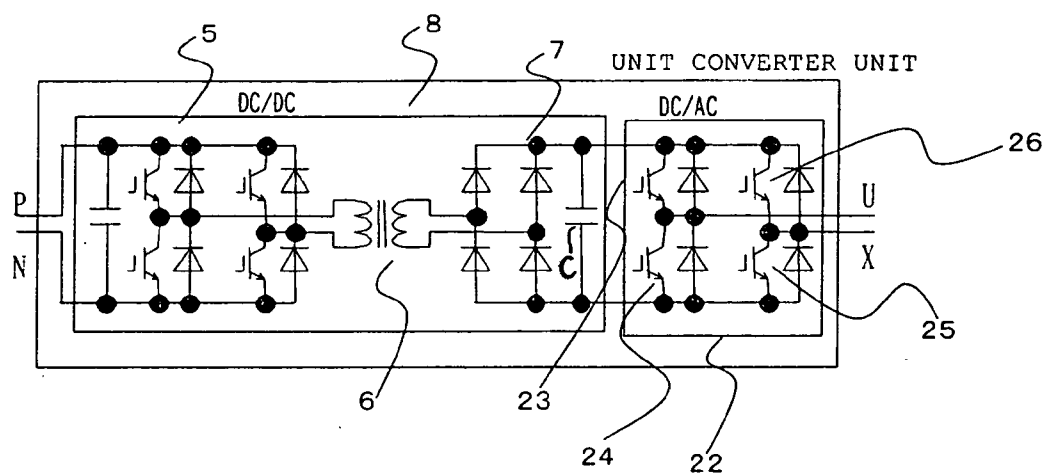 5
8
7
UNIT CONVERTER UNIT
DC/DC
DC/AC
26
P
U
N
C
X
25
6
23
24
22